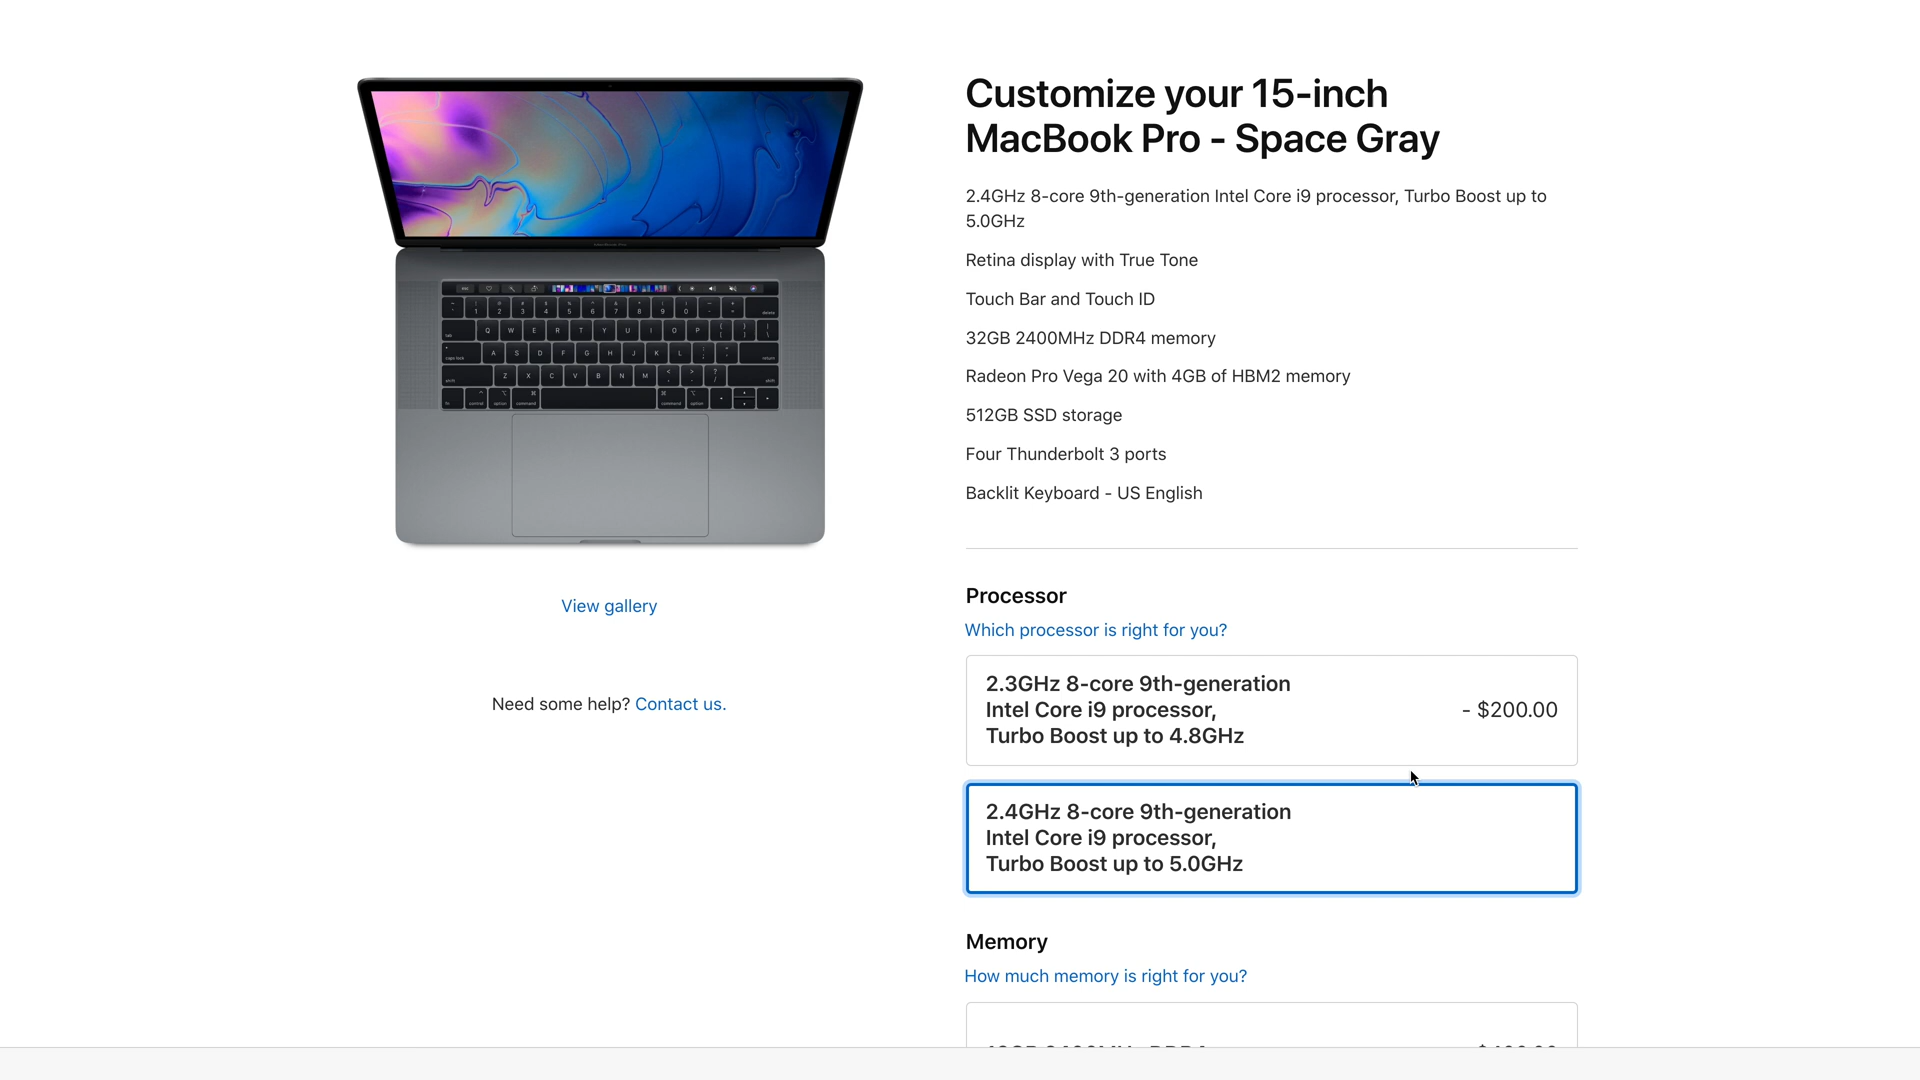 Customize your 15-inch
MacBook Pro - Space Gray
2.4GHz 8-core 9th-generation Intel Core i9 processor, Turbo Boost up to
5.0GHz
Retina display with True Tone
Touch Bar and Touch ID
32GB 2400MHz DDR4 memory
Radeon Pro Vega 20 with 4GB of HBM2 memory
512GB SSD storage
Four Thunderbolt 3 ports
Backlit Keyboard - US English
View gallery
Need some help? Contact us.
Processor
Which processor is right for you?
2.3GHz 8-core 9th-generation
Intel Core i9 processor,
Turbo Boost up to 4.8GHz
- $200.00
2.4GHz 8-core 9th-generation
Intel Core i9 processor,
Turbo Boost up to 5.0GHz
Memory
How much memory is right for you?